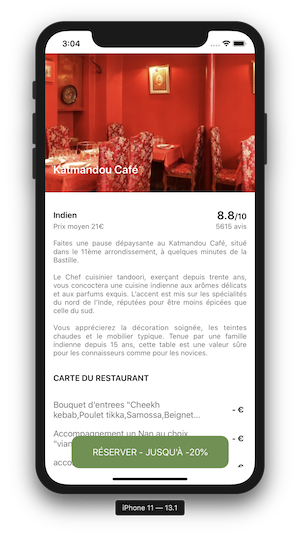 3:04
Katmandou Café
Indien
8.8/10
Prix moyen 21€
5615 avis
Faites une pause dépaysante au Katmandou Café, situé
dans le 11ème arrondissement, à quelques minutes de la
Bastille.
Le Chef cuisinier tandoori, exerçant depuis trente ans,
vous concoctera une cuisine indienne aux arômes délicats
et aux parfums exquis. L'accent est mis sur les spécialités
du nord de l'Inde, réputées pour être moins épicées que
celle du sud.
Vous apprécierez la décoration soignée, les teintes
chaudes et le mobilier typique. Tenue par une famille
indienne depuis 15 ans, cette table est une valeur sûre
pour les connaisseurs comme pour les novices.
CARTE DU RESTAURANT
Bouquet d'entrees "Cheekh
kebab,Poulet tikka,Samossa,Beignet...
- €
Accompagnement un Nan au choix
- €
RÉSERVER - JUSQU'À -20%
- €
iPhone 11 — 13.1